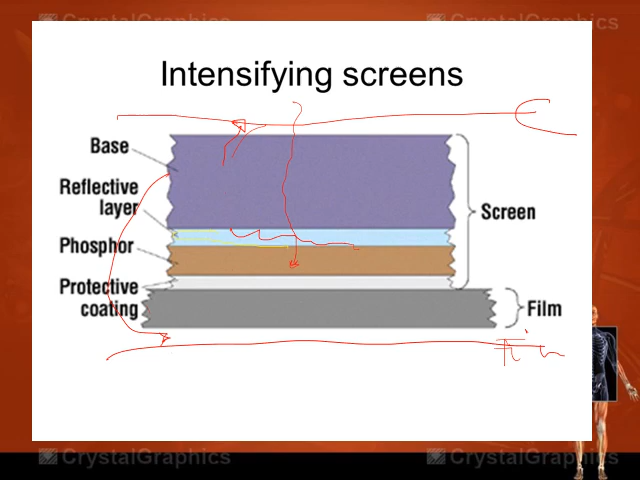 CrystalGraphics
CrystalGraphics
Intensifying screens
Base
Reflective
layer
Screen
Phosphor
Protective
coating
Film
CrystalGraphics
CrystalGraphics